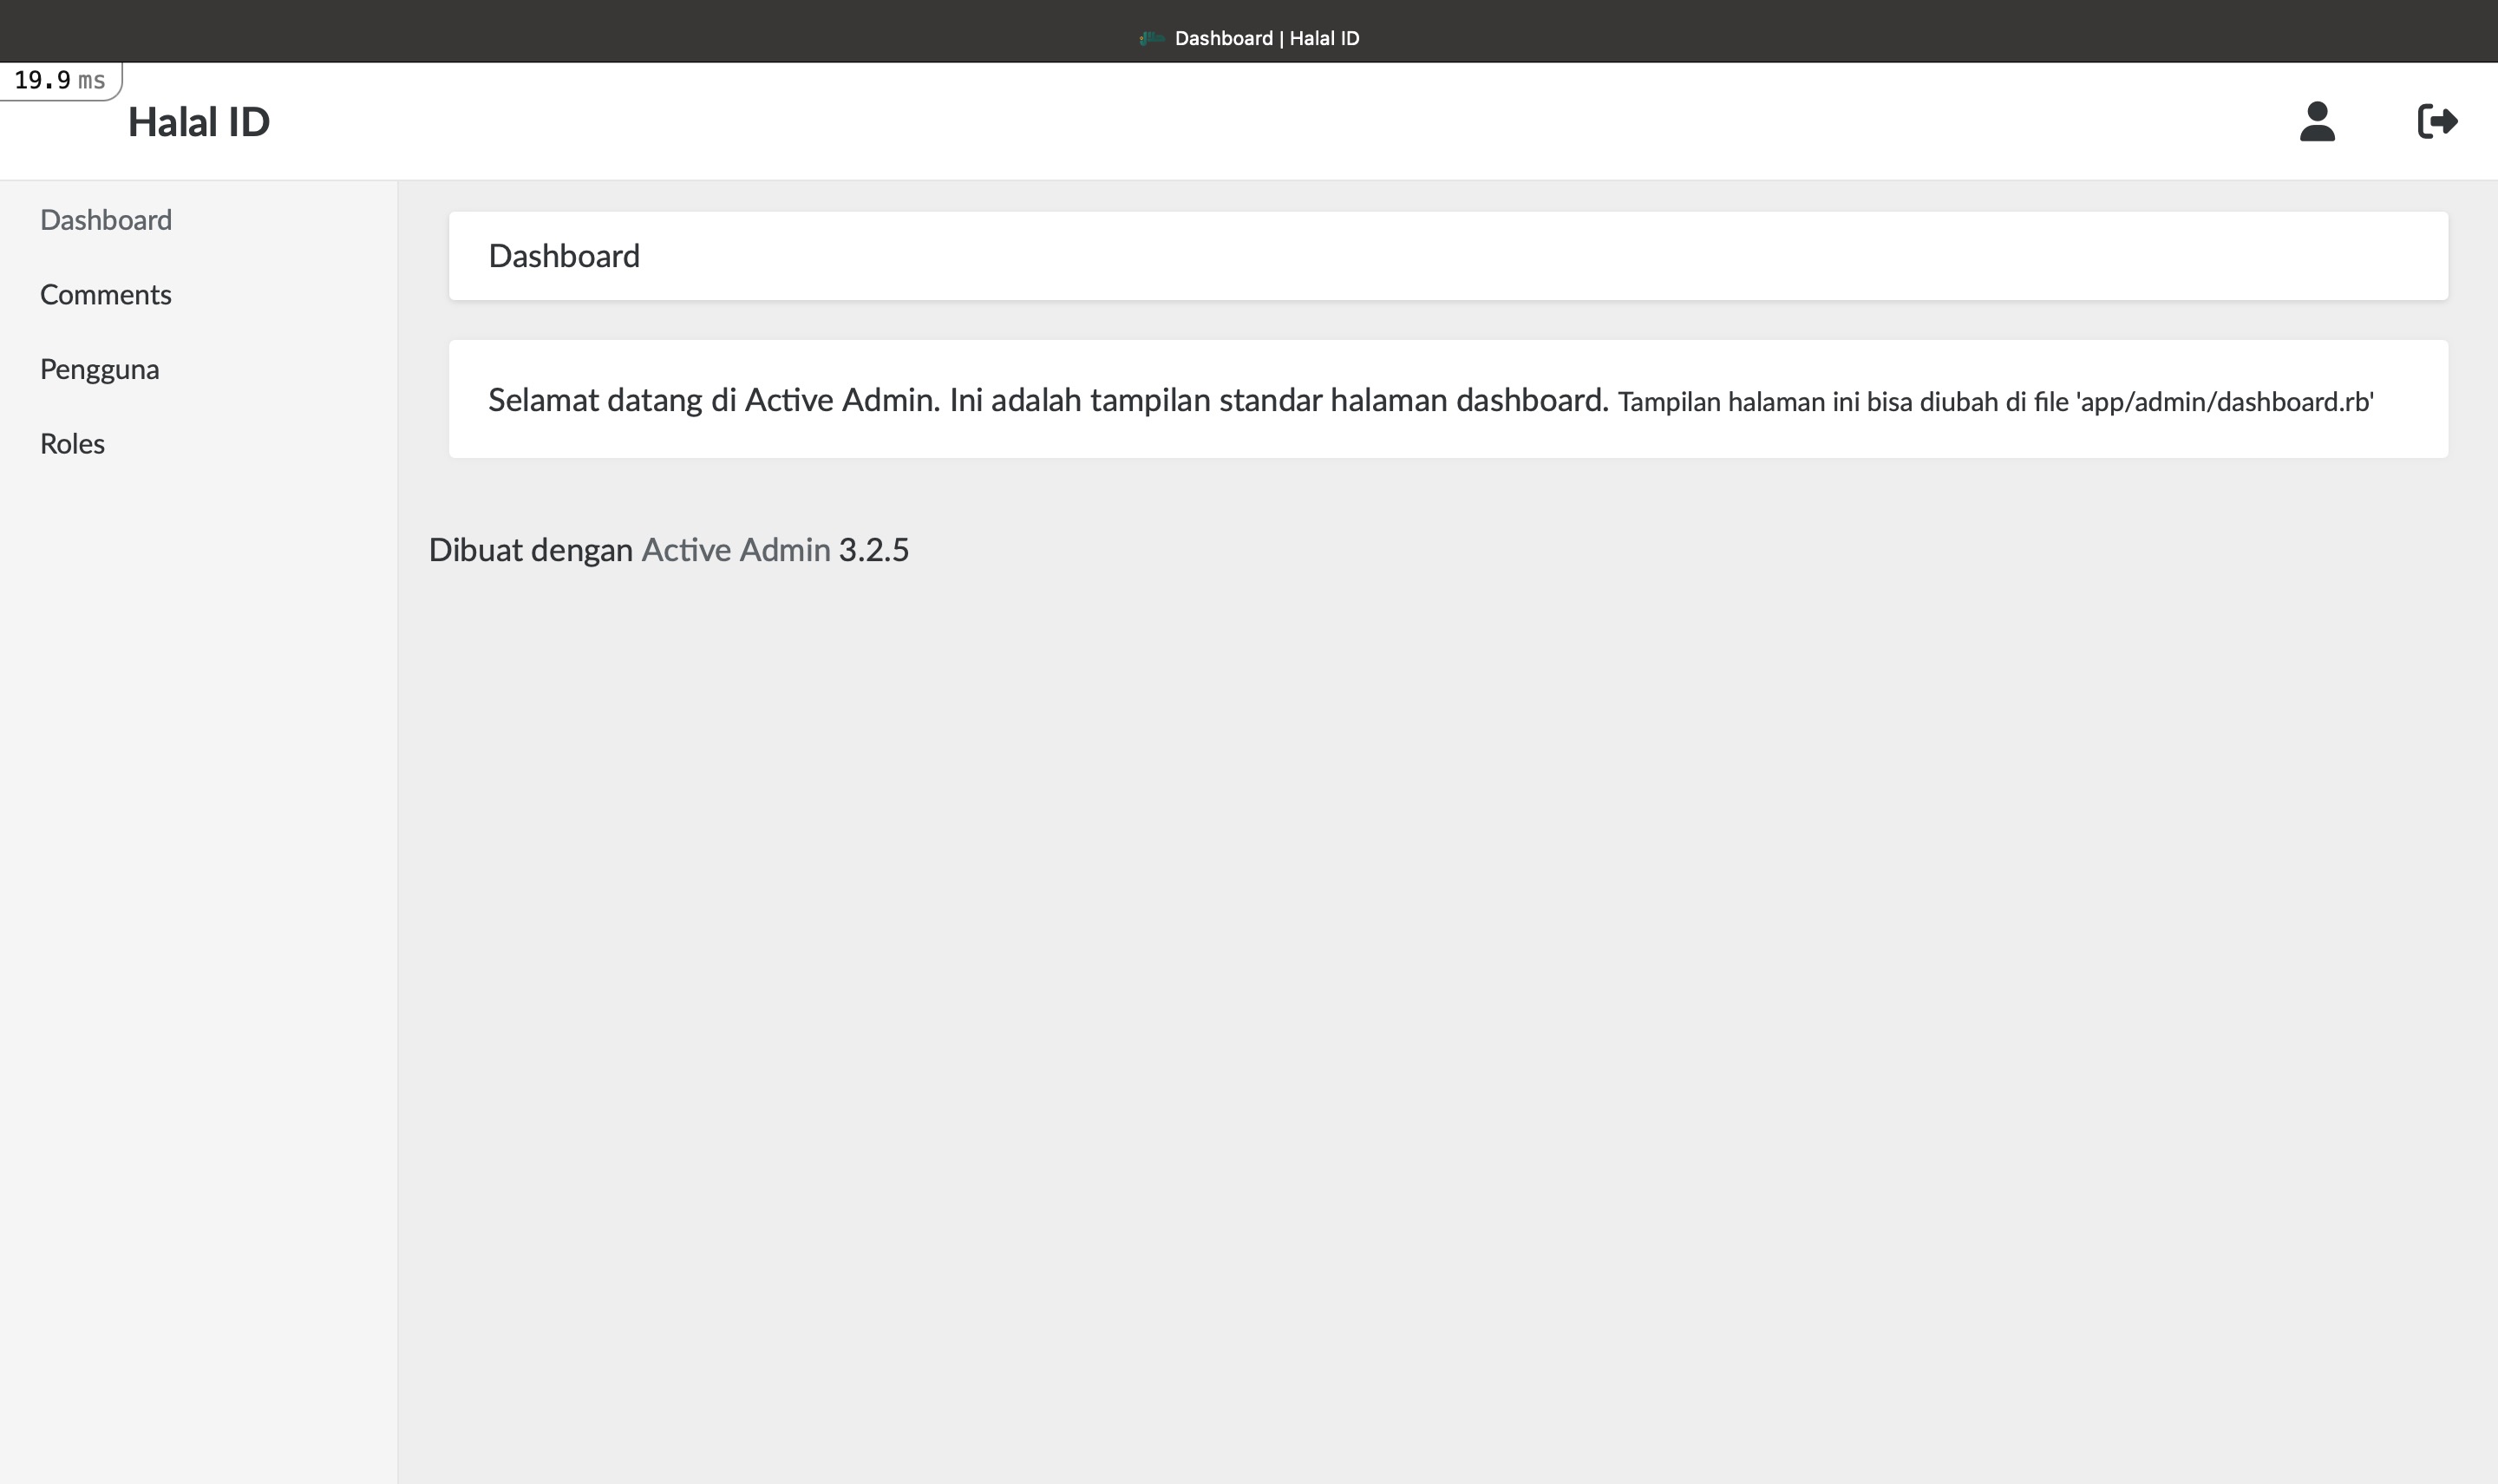 Dashboard | Halal ID
19.9 ms
Halal ID
Dashboard
Comments
Pengguna
Roles
Dashboard
Selamat datang di Active Admin. Ini adalah tampilan standar halaman dashboard. Tampilan halaman ini bisa diubah di file 'app/admin/dashboard.rb'
Dibuat dengan Active Admin 3.2.5